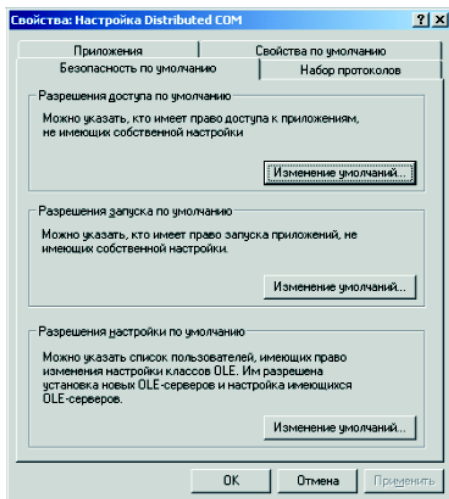 Свойства: Настройка Distributed COM
Приложения
Свойства по умолчанию
Безопасность по умолчанию
Набор протоколов
Разрешения доступа по умолчанию
Можно указать, кто имеет право доступа к приложениям,
не имеющих собственной настройки
Изменение умолчаний...
Разрешения запуска по умолчанию
Можно указать, кто имеет право запуска приложений, не
имеющих собственной настройки.
Изменение умолчаний...
Разрешения настройки по умолчанию
Можно указать список пользователей, имеющих право
изменения настройки классов OLE. Им разрешена
установка новых OLE-серверов и настройка имеющихся
OLE-серверов.
Изменение умолчаний...
OK
Отмена
Применить